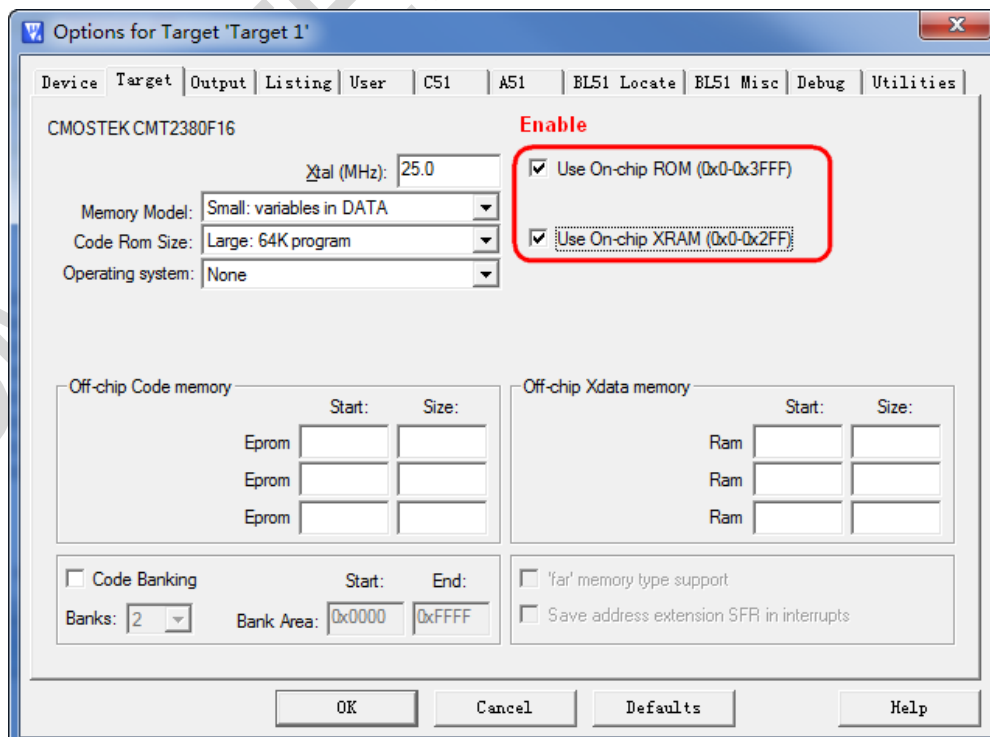 Options for Target 'Target 1'
Device Target Output Listing User C51 A51 BL51 Locate BL51 Misc Debug Utilities
CMOSTEK CMT2380F16
Enable
Xtal (MHz): 25.0
Use On-chip ROM (0x0-0x3FFF)
Memory Model: Small: variables in DATA
Code Rom Size: Large: 64K program
Use On-chip XRAM (0x0-0x2FF)
Operating system: None
Off-chip Code memory
Start: Size:
Eprom
Eprom
Eprom
Off-chip Xdata memory
Start: Size:
Ram
Ram
Ram
Code Banking Start: End:
Banks: 2 Bank Area: 0x0000 0xFFFF
'far' memory type support
Save address extension SFR in interrupts
OK Cancel Defaults Help